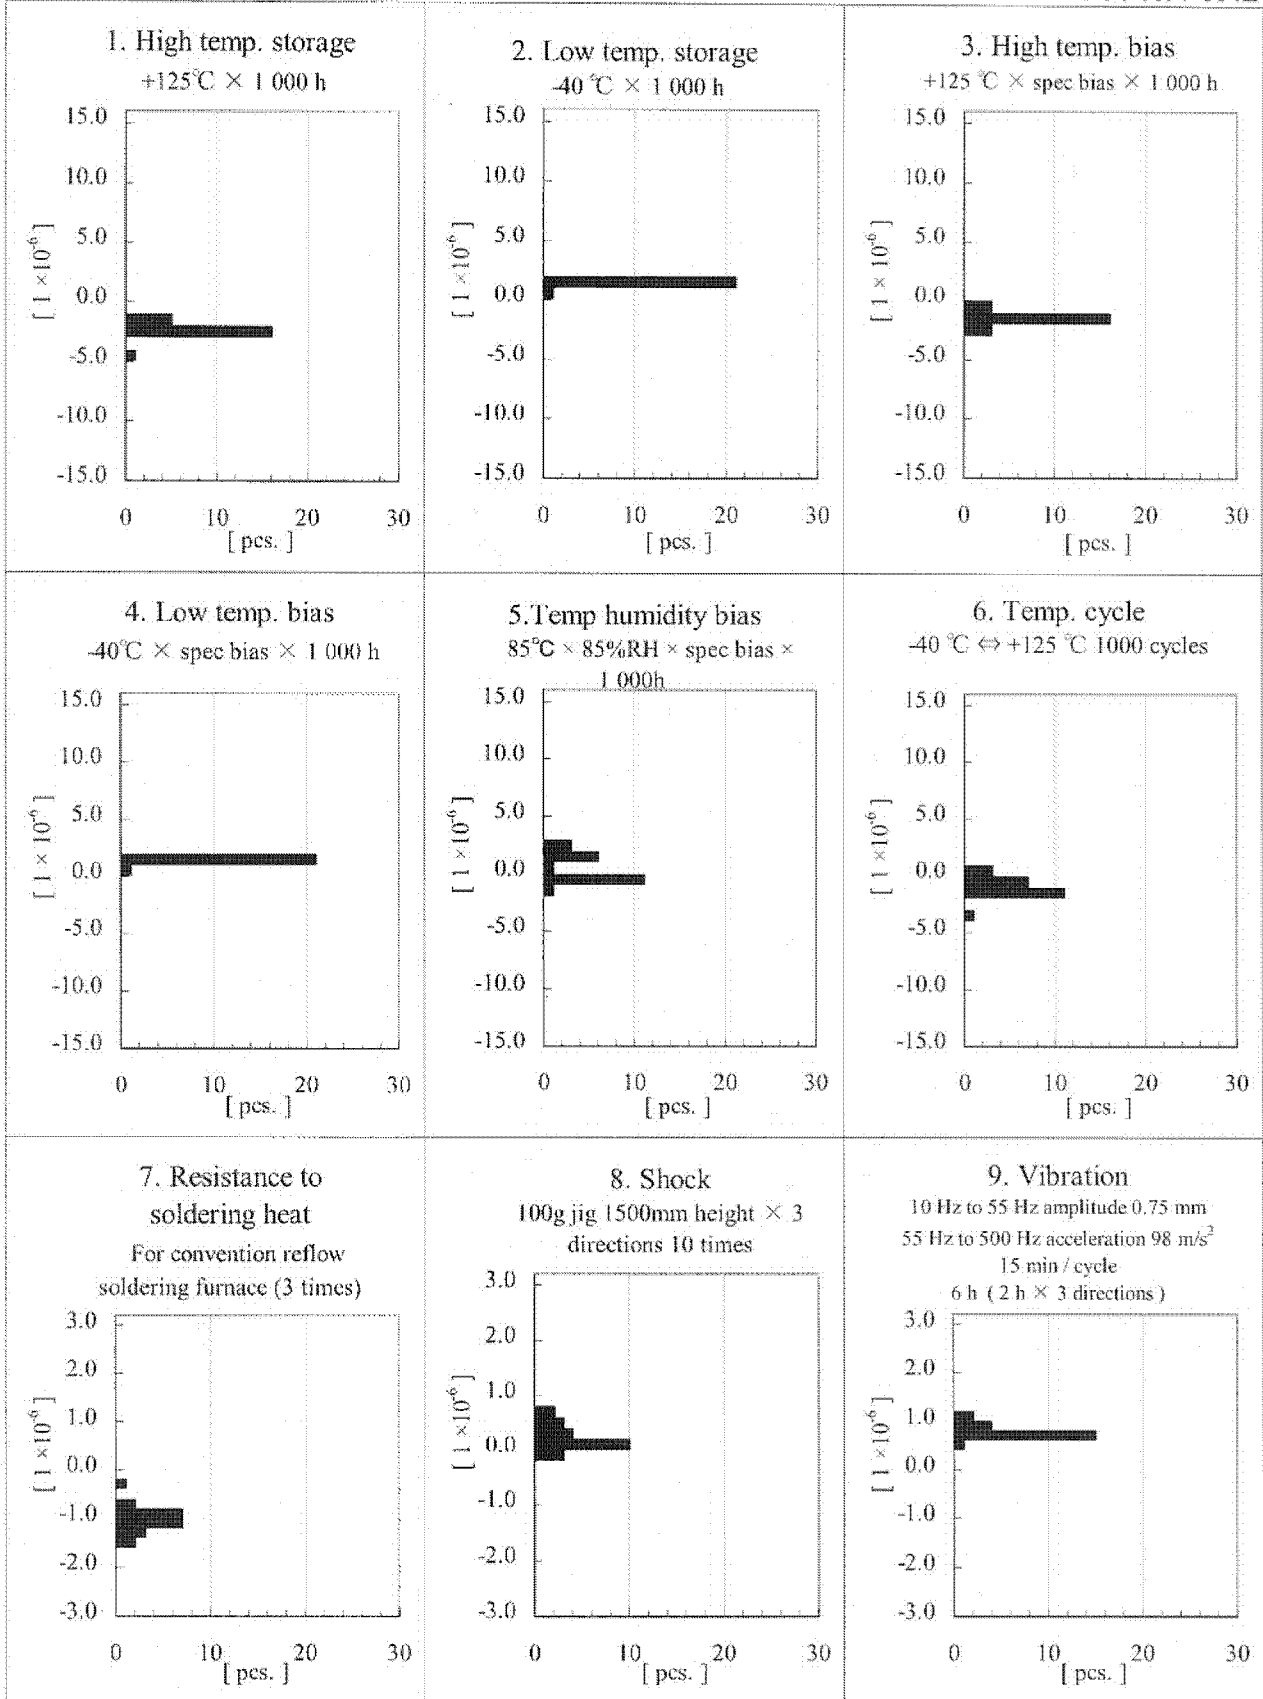 1. High temp. storage
+125℃ × 1 000 h
15.0
10.0
5.0
0.0
-5.0
-10.0
-15.0
[ 1 ×10⁻⁶ ]
0 10 20 30
[ pcs. ]
2. Low temp. storage
-40 ℃ × 1 000 h
15.0
10.0
5.0
0.0
-5.0
-10.0
-15.0
[ 1 ×10⁻⁶ ]
0 10 20 30
[ pcs. ]
3. High temp. bias
+125 ℃ × spec bias × 1 000 h
15.0
10.0
5.0
0.0
-5.0
-10.0
-15.0
[ 1 × 10⁻⁶ ]
0 10 20 30
[ pcs. ]
4. Low temp. bias
-40℃ × spec bias × 1 000 h
15.0
10.0
5.0
0.0
-5.0
-10.0
-15.0
[ 1 × 10⁻⁶ ]
0 10 20 30
[ pcs. ]
5.Temp humidity bias
85℃ × 85%RH × spec bias ×
1 000h
15.0
10.0
5.0
0.0
-5.0
-10.0
-15.0
[ 1 ×10⁻⁶ ]
0 10 20 30
[ pcs. ]
6. Temp. cycle
-40 ℃ ⇔ +125 ℃ 1000 cycles
15.0
10.0
5.0
0.0
-5.0
-10.0
-15.0
[ 1 ×10⁻⁶ ]
0 10 20 30
[ pcs. ]
7. Resistance to
soldering heat
For convention reflow
soldering furnace (3 times)
3.0
2.0
1.0
0.0
-1.0
-2.0
-3.0
[ 1 ×10⁻⁶ ]
0 10 20 30
[ pcs. ]
8. Shock
100g jig 1500mm height × 3
directions 10 times
3.0
2.0
1.0
0.0
-1.0
-2.0
-3.0
[ 1 ×10⁻⁶ ]
0 10 20 30
[ pcs. ]
9. Vibration
10 Hz to 55 Hz amplitude 0.75 mm
55 Hz to 500 Hz acceleration 98 m/s²
15 min / cycle
6 h ( 2 h × 3 directions )
3.0
2.0
1.0
0.0
-1.0
-2.0
-3.0
[ 1 ×10⁻⁶ ]
0 10 20 30
[ pcs. ]